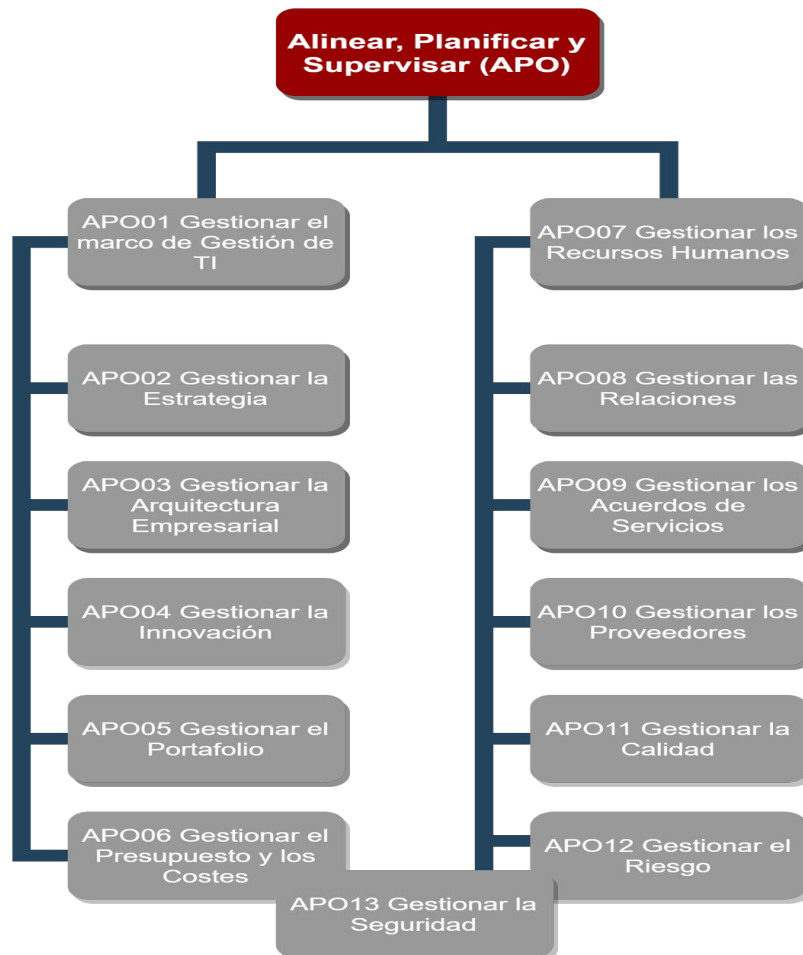 Alinear, Planificar y
Supervisar (APO)
APO01 Gestionar el
marco de Gestión de
TI
APO02 Gestionar la
Estrategia
APO03 Gestionar la
Arquitectura
Empresarial
APO04 Gestionar la
Innovación
APO05 Gestionar el
Portafolio
APO06 Gestionar el
Presupuesto y los
Costes
APO07 Gestionar los
Recursos Humanos
APO08 Gestionar las
Relaciones
APO09 Gestionar los
Acuerdos de
Servicios
APO10 Gestionar los
Proveedores
APO11 Gestionar la
Calidad
APO12 Gestionar el
Riesgo
APO13 Gestionar la
Seguridad